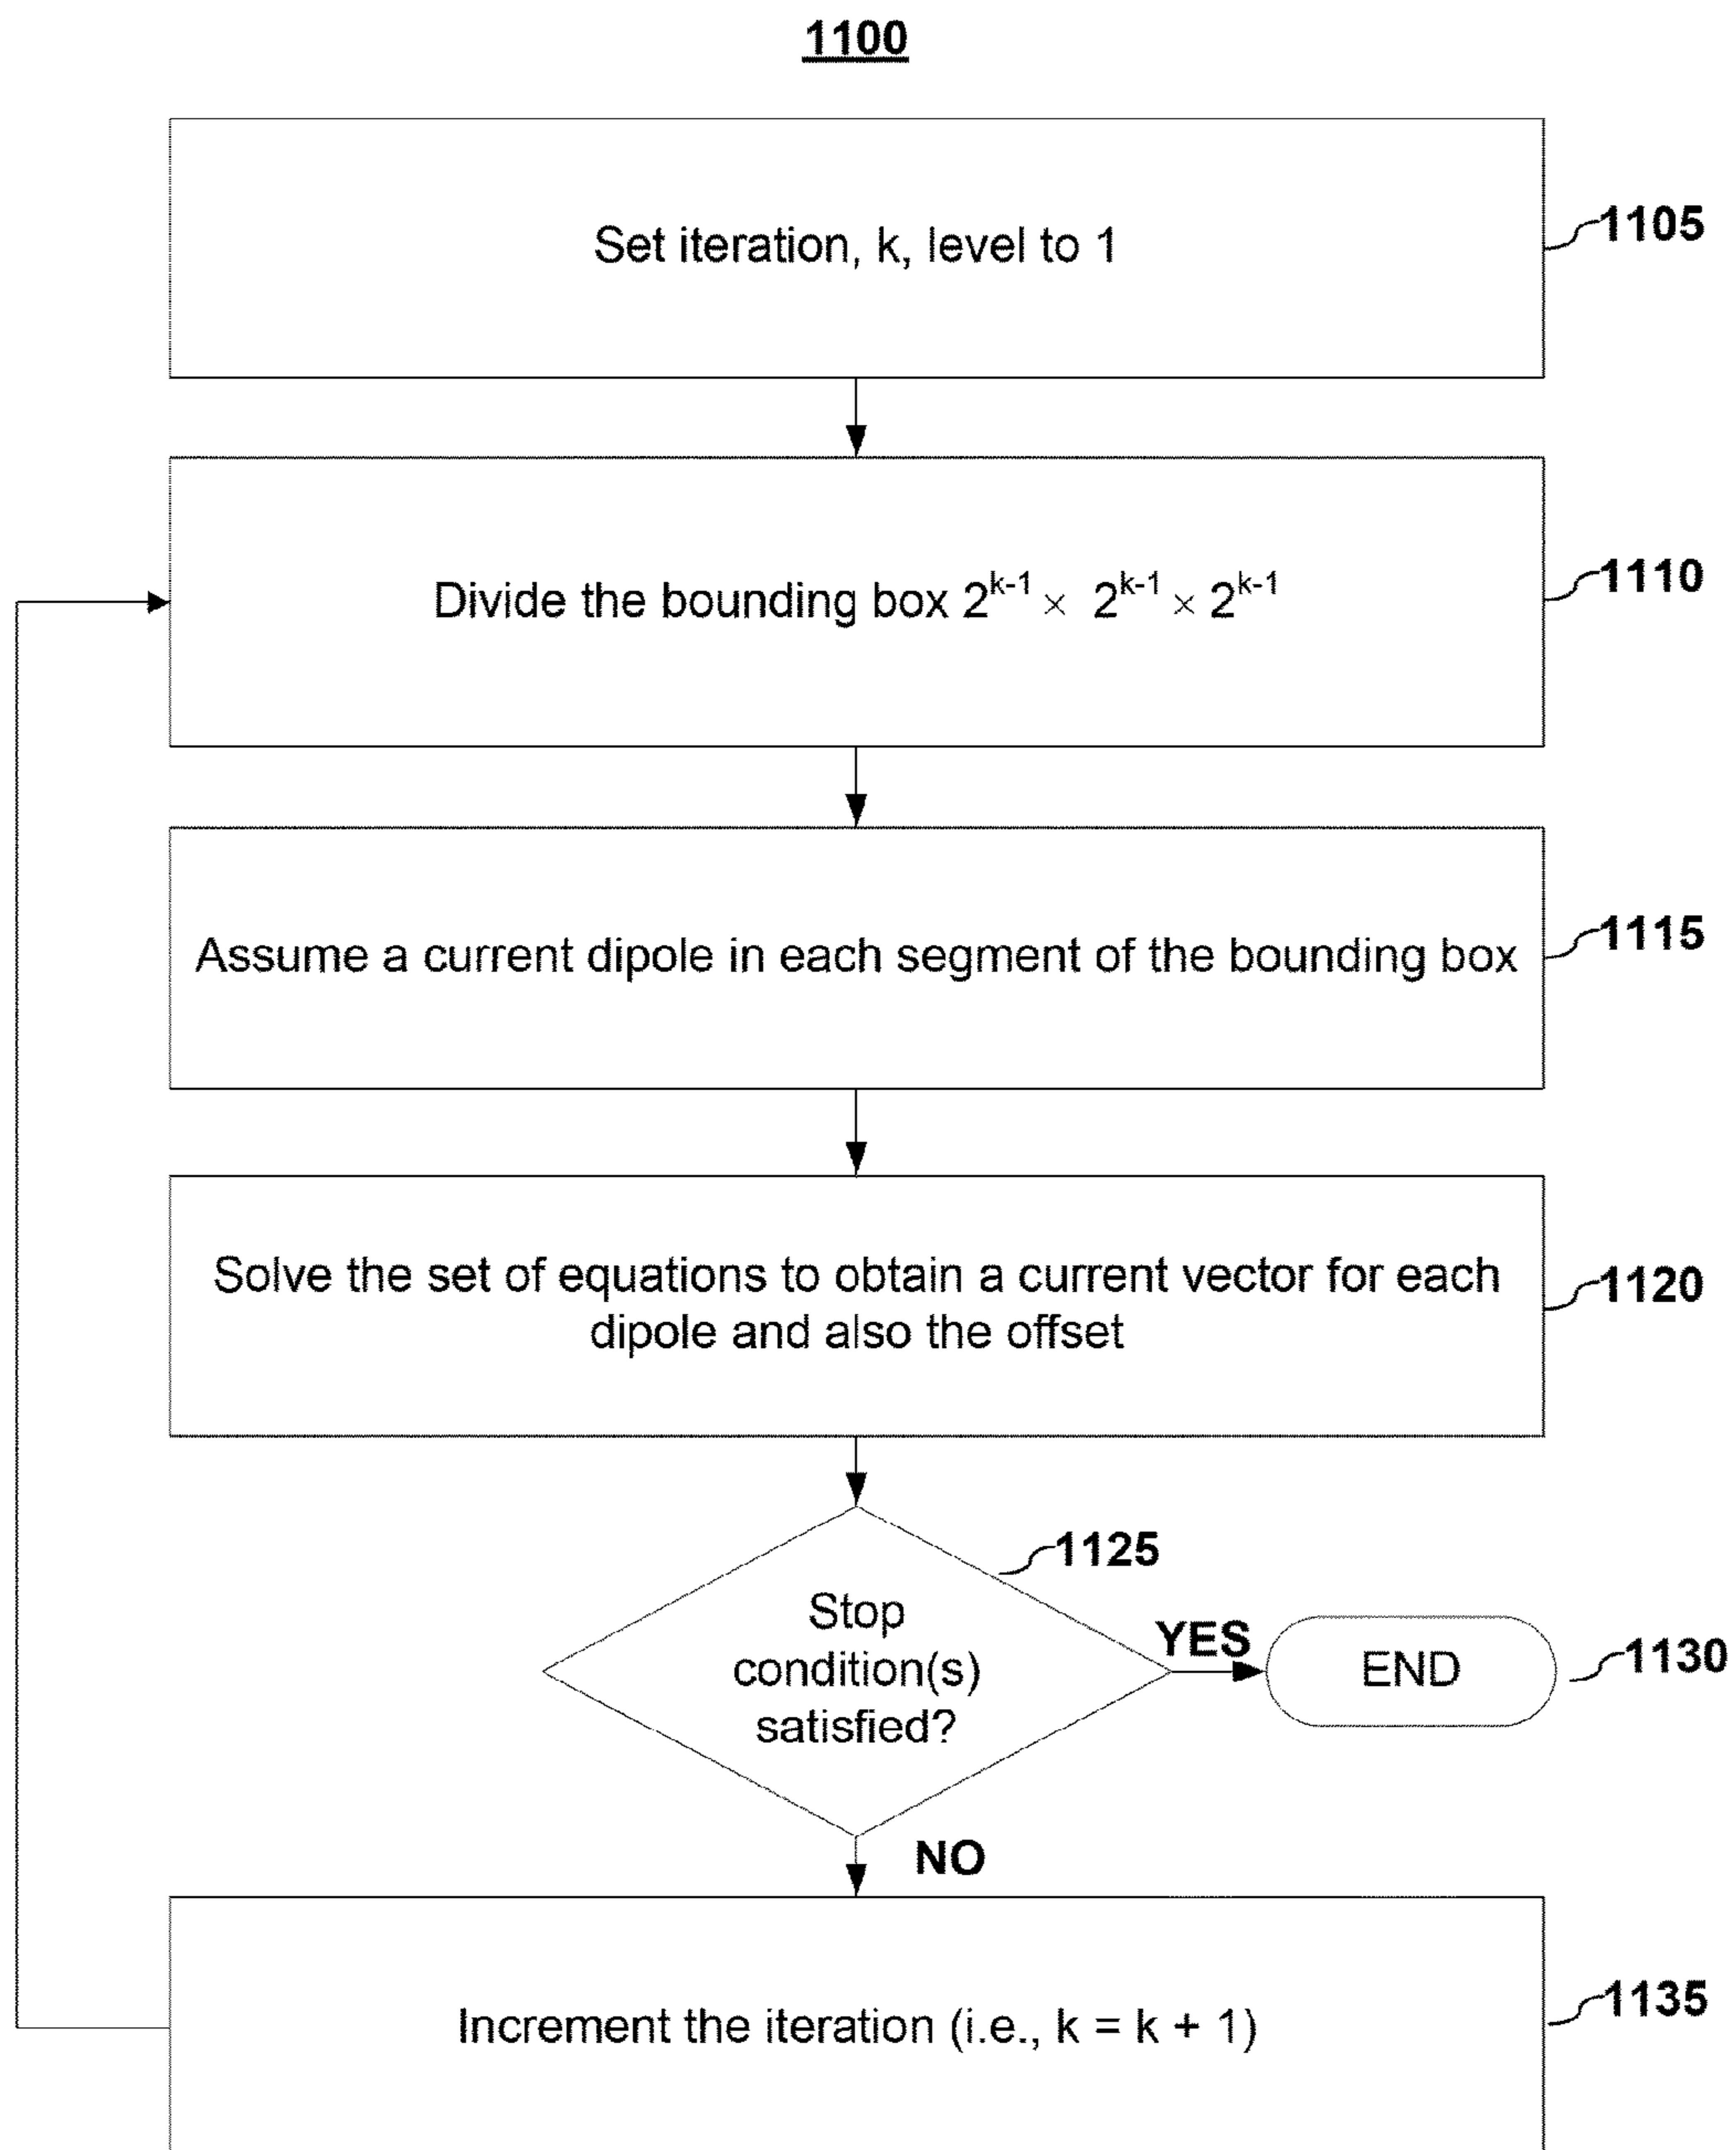 1100
Set iteration, k, level to 1
1105
Divide the bounding box 2^{k-1} × 2^{k-1} × 2^{k-1}
1110
Assume a current dipole in each segment of the bounding box
1115
Solve the set of equations to obtain a current vector for each
dipole and also the offset
1120
1125
Stop
condition(s)
satisfied?
YES
END
1130
NO
Increment the iteration (i.e., k = k + 1)
1135